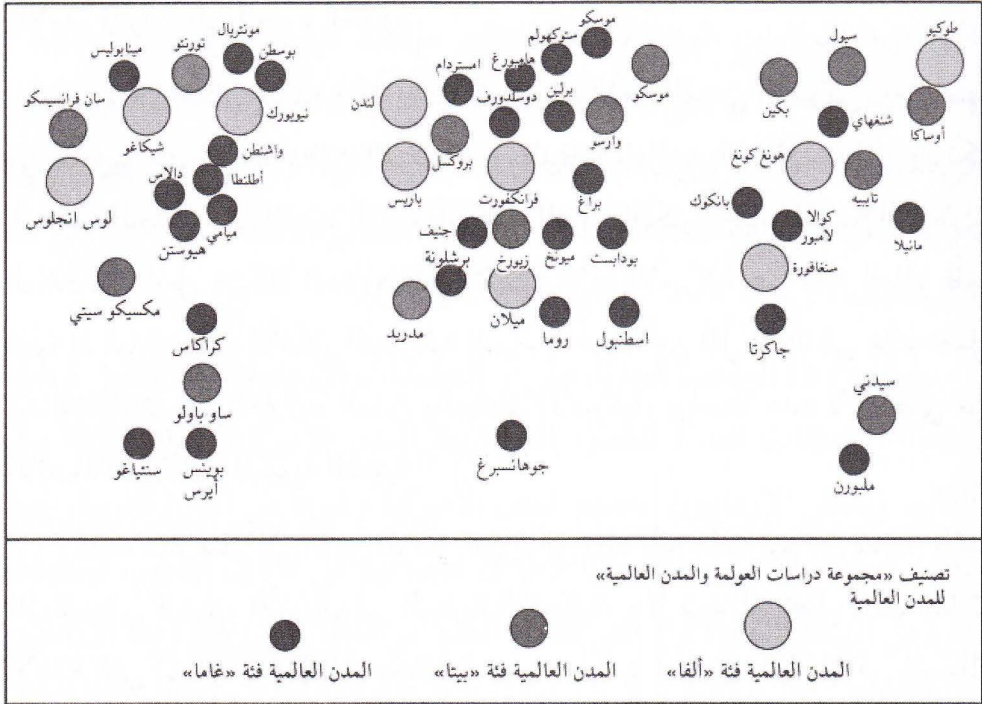 موسكو
ستوكهولم
هامبورغ
امستردام
برلين
دوسلدورف
موسكو
لندن
بروكسل
وارسو
باريس
فرانكفورت
براغ
جنيف
زيورخ
ميونخ
بودابست
برشلونة
مدريد
ميلان
روما
اسطنبول
جوهانسبرغ
طوكيو
سيول
بكين
أوساكا
شنغهاي
هونغ كونغ
تايبيه
بانكوك
كوالا
لامبور
مانيلا
سنغافورة
جاكرتا
سيدني
ملبورن
مونتريال
بوسطن
تورنتو
مينابوليس
سان فرانسيسكو
شيكاغو
نيويورك
واشنطن
أطلنطا
دالاس
لوس انجلوس
ميامي
هيوستن
مكسيكو سيتي
كراكاس
ساو باولو
سنتياغو
بوينس
أيرس
تصنيف «مجموعة دراسات العولمة والمدن العالمية»
للمدن العالمية
المدن العالمية فئة «ألفا»
المدن العالمية فئة «بيتا»
المدن العالمية فئة «غاما»